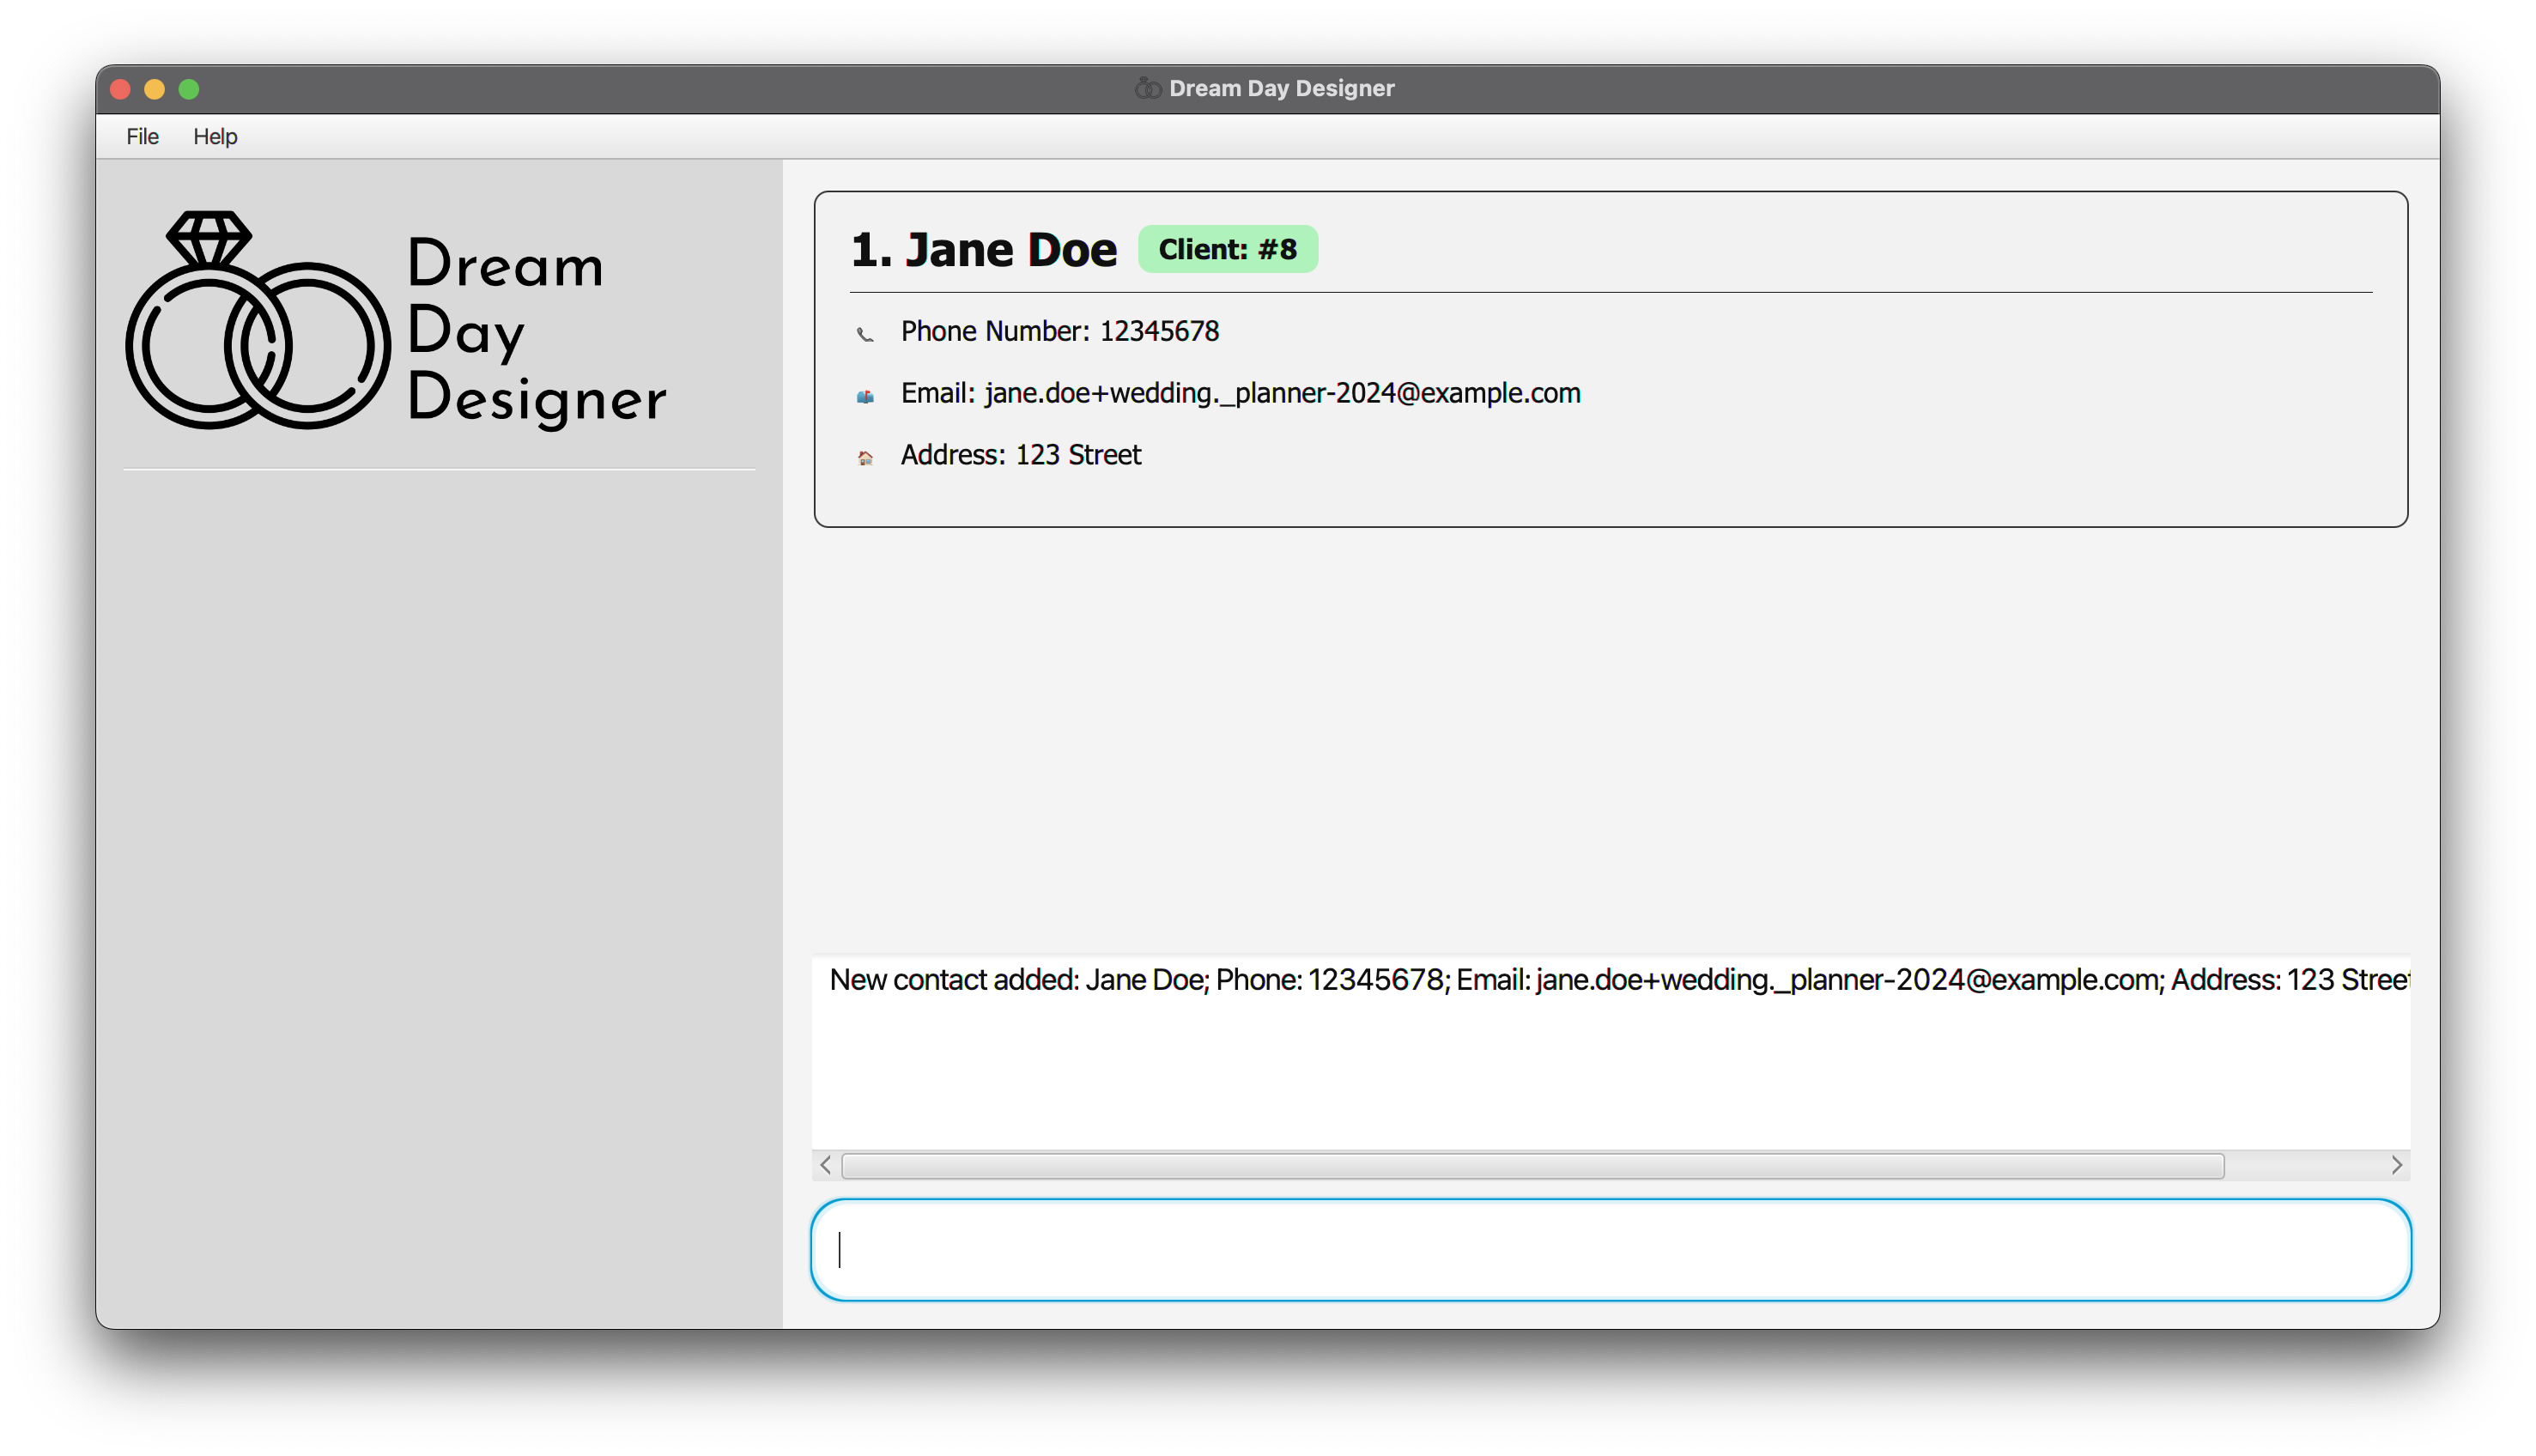 Dream Day Designer
File Help
Dream
Day
Designer
1. Jane Doe Client: #8
Phone Number: 12345678
Email: jane.doe+wedding._planner-2024@example.com
Address: 123 Street
New contact added: Jane Doe; Phone: 12345678; Email: jane.doe+wedding._planner-2024@example.com; Address: 123 Street